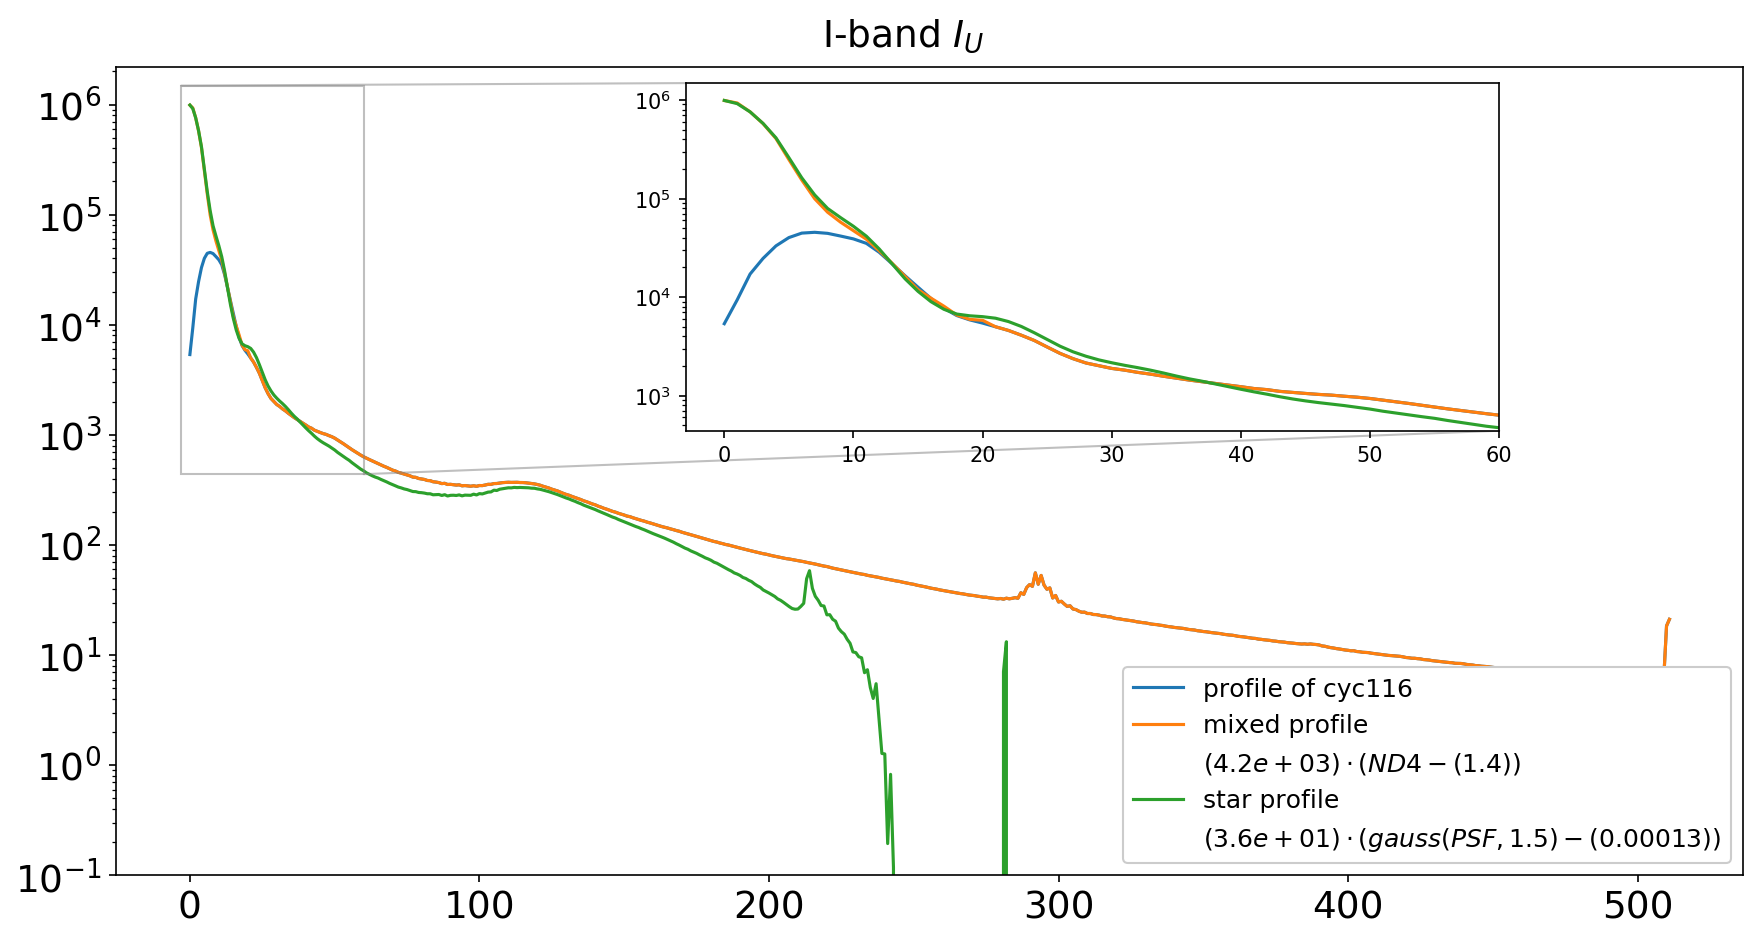 I-band I_U
10^6
10^5
10^4
10^3
10^2
10^1
10^0
10^-1
0 100 200 300 400 500
10^6
10^5
10^4
10^3
0 10 20 30 40 50 60
profile of cyc116
mixed profile
(4.2e + 03) · (ND4 − (1.4))
star profile
(3.6e + 01) · (gauss(PSF, 1.5) − (0.00013))